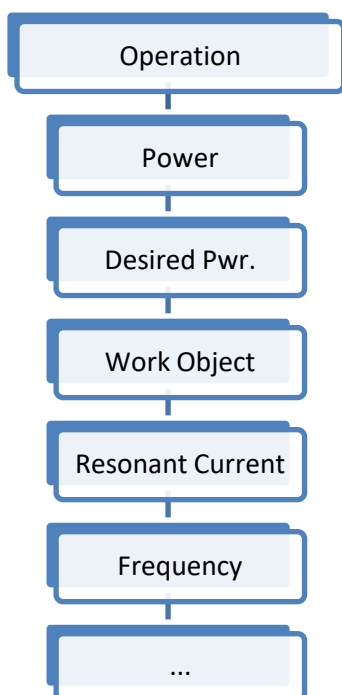 Operation
Power
Desired Pwr.
Work Object
Resonant Current
Frequency
...